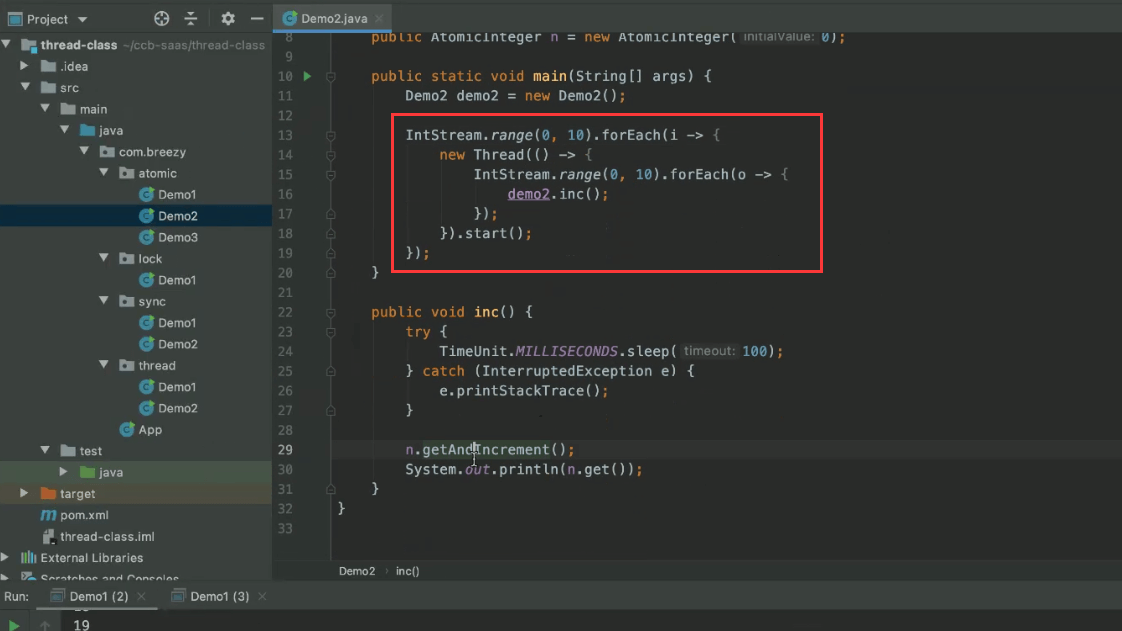 Project
Demo2.java
thread-class ~/ccb-saas/thread-class
.idea
src
main
java
com.breezy
atomic
Demo1
Demo2
Demo3
lock
Demo1
sync
Demo1
Demo2
thread
Demo1
Demo2
App
test
java
target
pom.xml
thread-class.iml
External Libraries
Scratches and Consoles
8 public AtomicInteger n = new AtomicInteger( initialValue: 0);
9
10 public static void main(String[] args) {
11 Demo2 demo2 = new Demo2();
12
13 IntStream.range(0, 10).forEach(i -> {
14 new Thread(() -> {
15 IntStream.range(0, 10).forEach(o -> {
16 demo2.inc();
17 });
18 }).start();
19 });
20 }
21
22 public void inc() {
23 try {
24 TimeUnit.MILLISECONDS.sleep( timeout: 100);
25 } catch (InterruptedException e) {
26 e.printStackTrace();
27 }
28
29 n.getAndIncrement();
30 System.out.println(n.get());
31 }
32 }
33
Demo2 › inc()
Run: Demo1 (2) Demo1 (3)
19